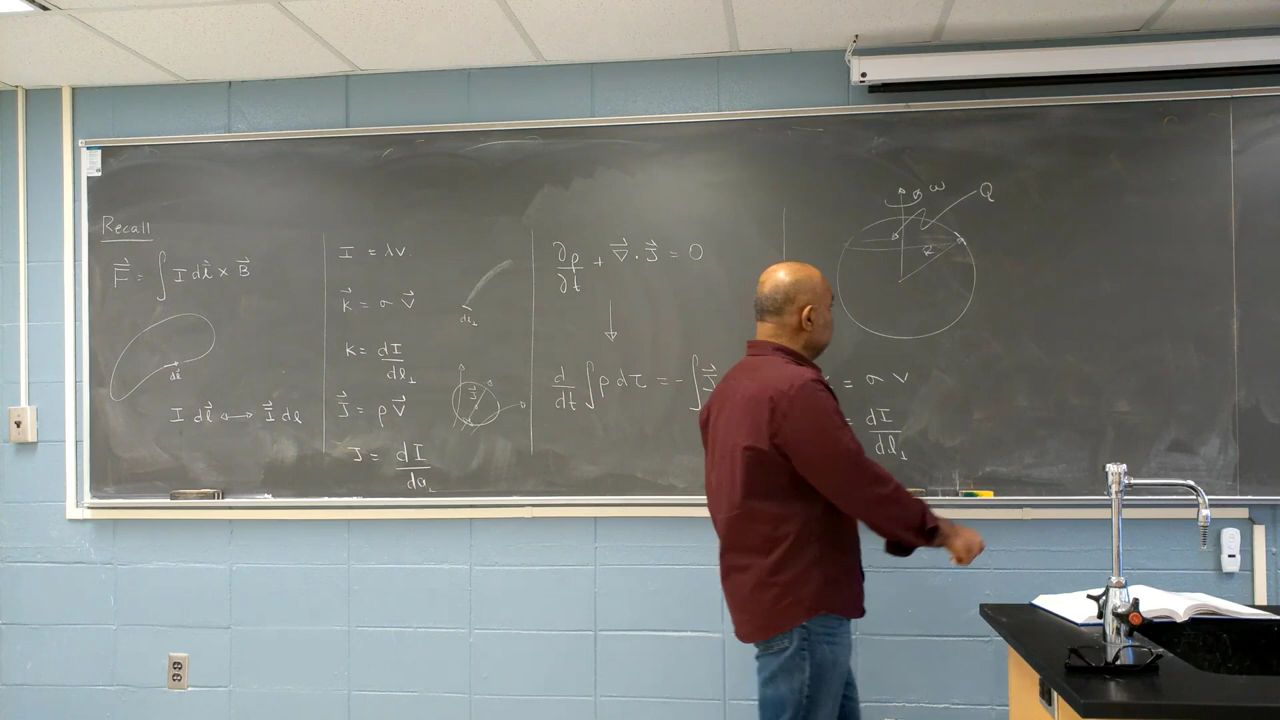 Recall
F⃗ = ∫ I dl⃗ × B⃗
dl⃗
I dl⃗ ↔ I⃗ dl
I = λv.
K⃗ = σ v⃗
K = dI/dl⊥
J⃗ = ρ v⃗
J = dI/da⊥
dl⊥
J⃗
∂ρ/∂t + ∇⃗ · J⃗ = 0
↓
d/dt ∫ ρ dτ = - ∫ J⃗
ω
Q
R
= σ v
= dI/dl⊥